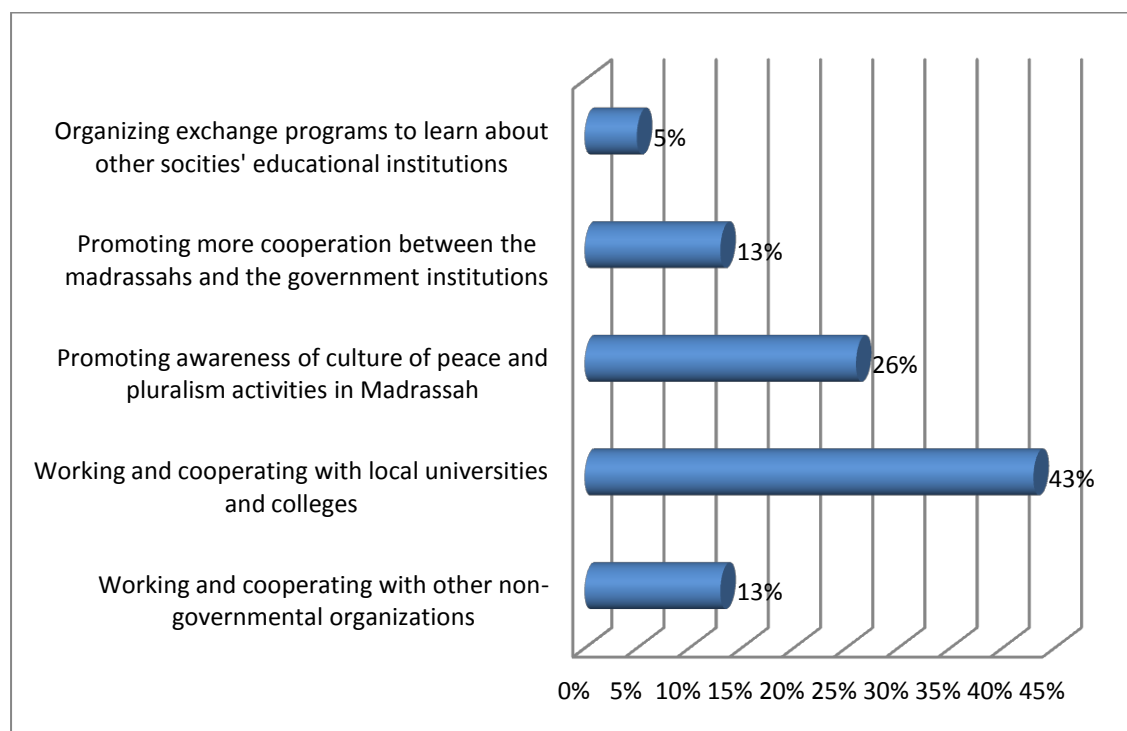 Organizing exchange programs to learn about
other socities' educational institutions
5%
Promoting more cooperation between the
madrassahs and the government institutions
13%
Promoting awareness of culture of peace and
pluralism activities in Madrassah
26%
Working and cooperating with local universities
and colleges
43%
Working and cooperating with other non-
governmental organizations
13%
0% 5% 10% 15% 20% 25% 30% 35% 40% 45%